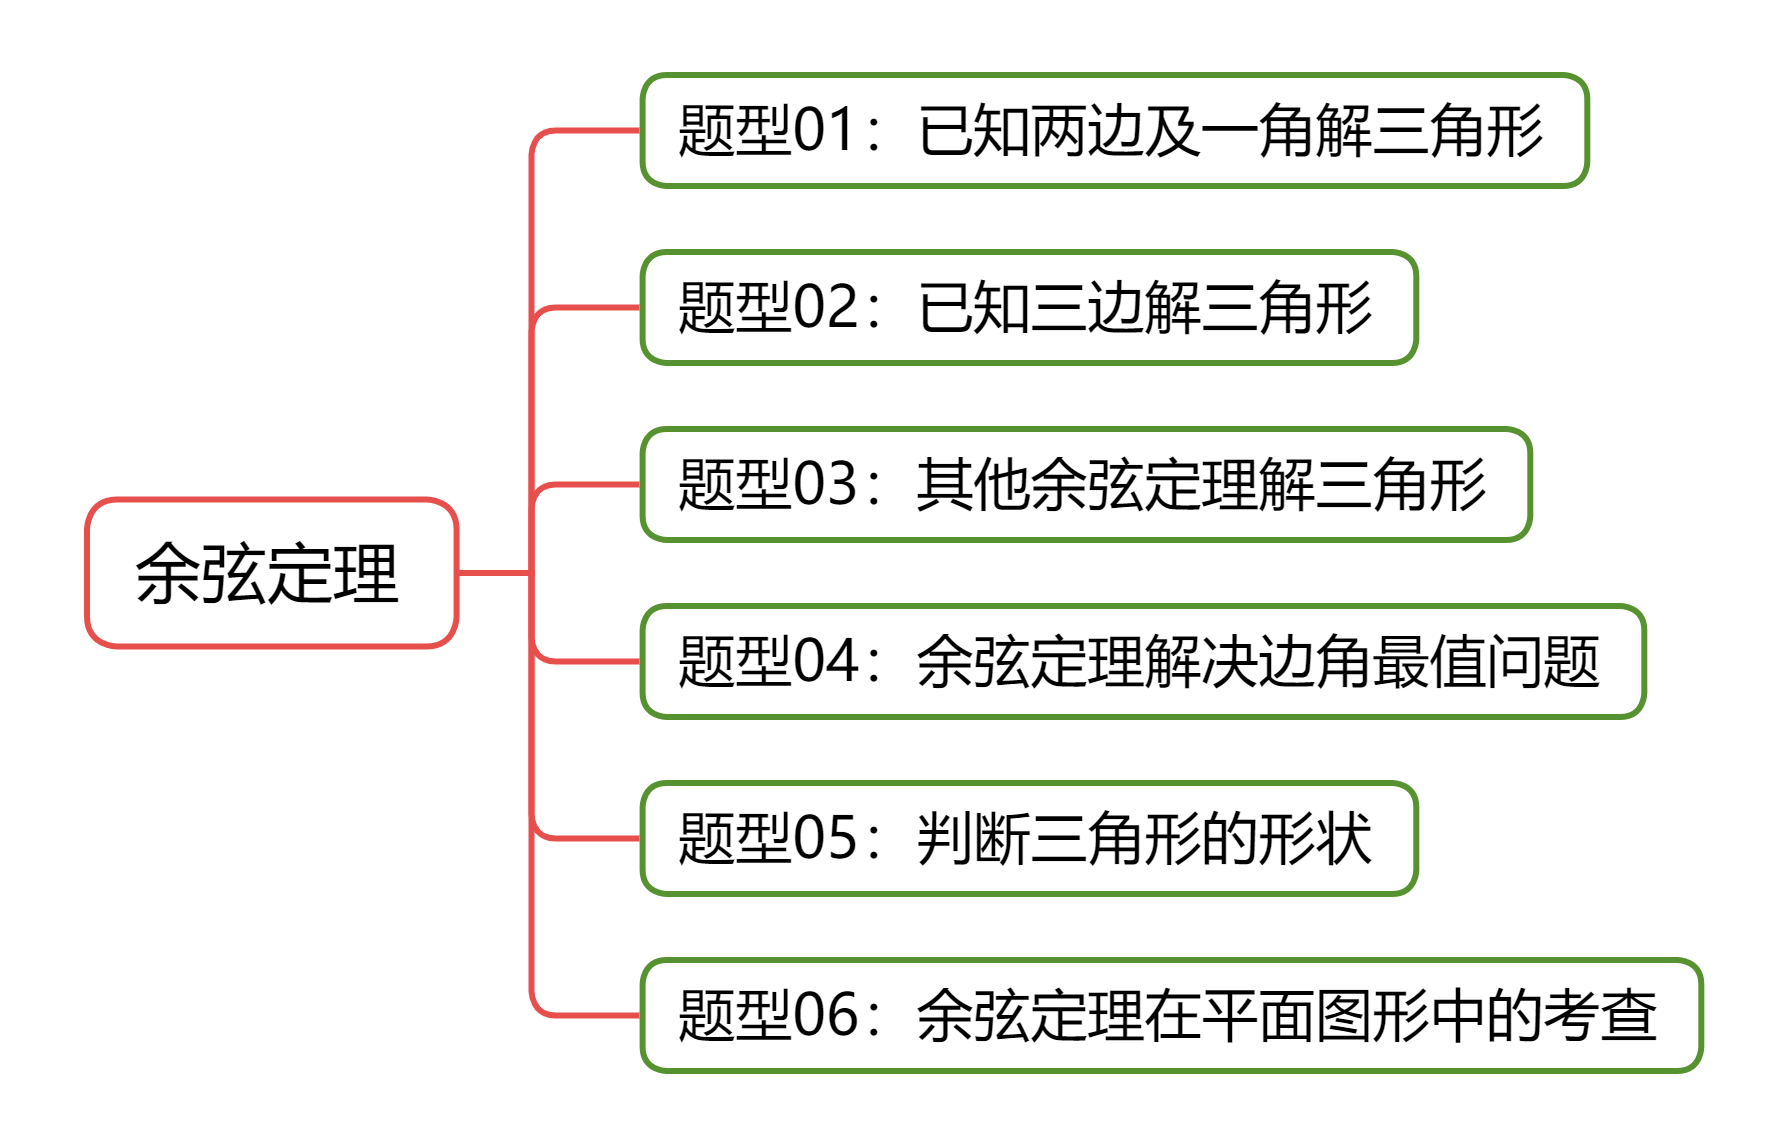 题型01：已知两边及一角解三角形
题型02：已知三边解三角形
题型03：其他余弦定理解三角形
余弦定理
题型04：余弦定理解决边角最值问题
题型05：判断三角形的形状
题型06：余弦定理在平面图形中的考查